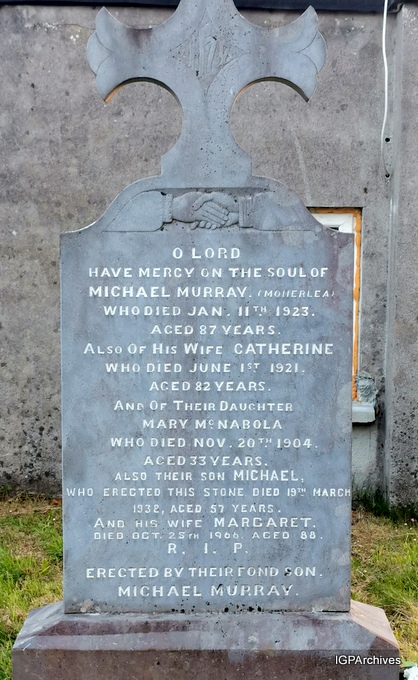 O LORD
HAVE MERCY ON THE SOUL OF
MICHAEL MURRAY. (MOHERLEA)
WHO DIED JAN. 11TH 1923.
AGED 87 YEARS.
ALSO OF HIS WIFE CATHERINE
WHO DIED JUNE 1ST 1921.
AGED 82 YEARS.
AND OF THEIR DAUGHTER
MARY McNABOLA
WHO DIED NOV. 20TH 1904.
AGED 33 YEARS.
ALSO THEIR SON MICHAEL,
WHO ERECTED THIS STONE DIED 19TH MARCH
1932, AGED 57 YEARS.
AND HIS WIFE MARGARET.
DIED OCT. 25TH 1966. AGED 88.
R. I. P.
ERECTED BY THEIR FOND SON.
MICHAEL MURRAY.
IGPArchives